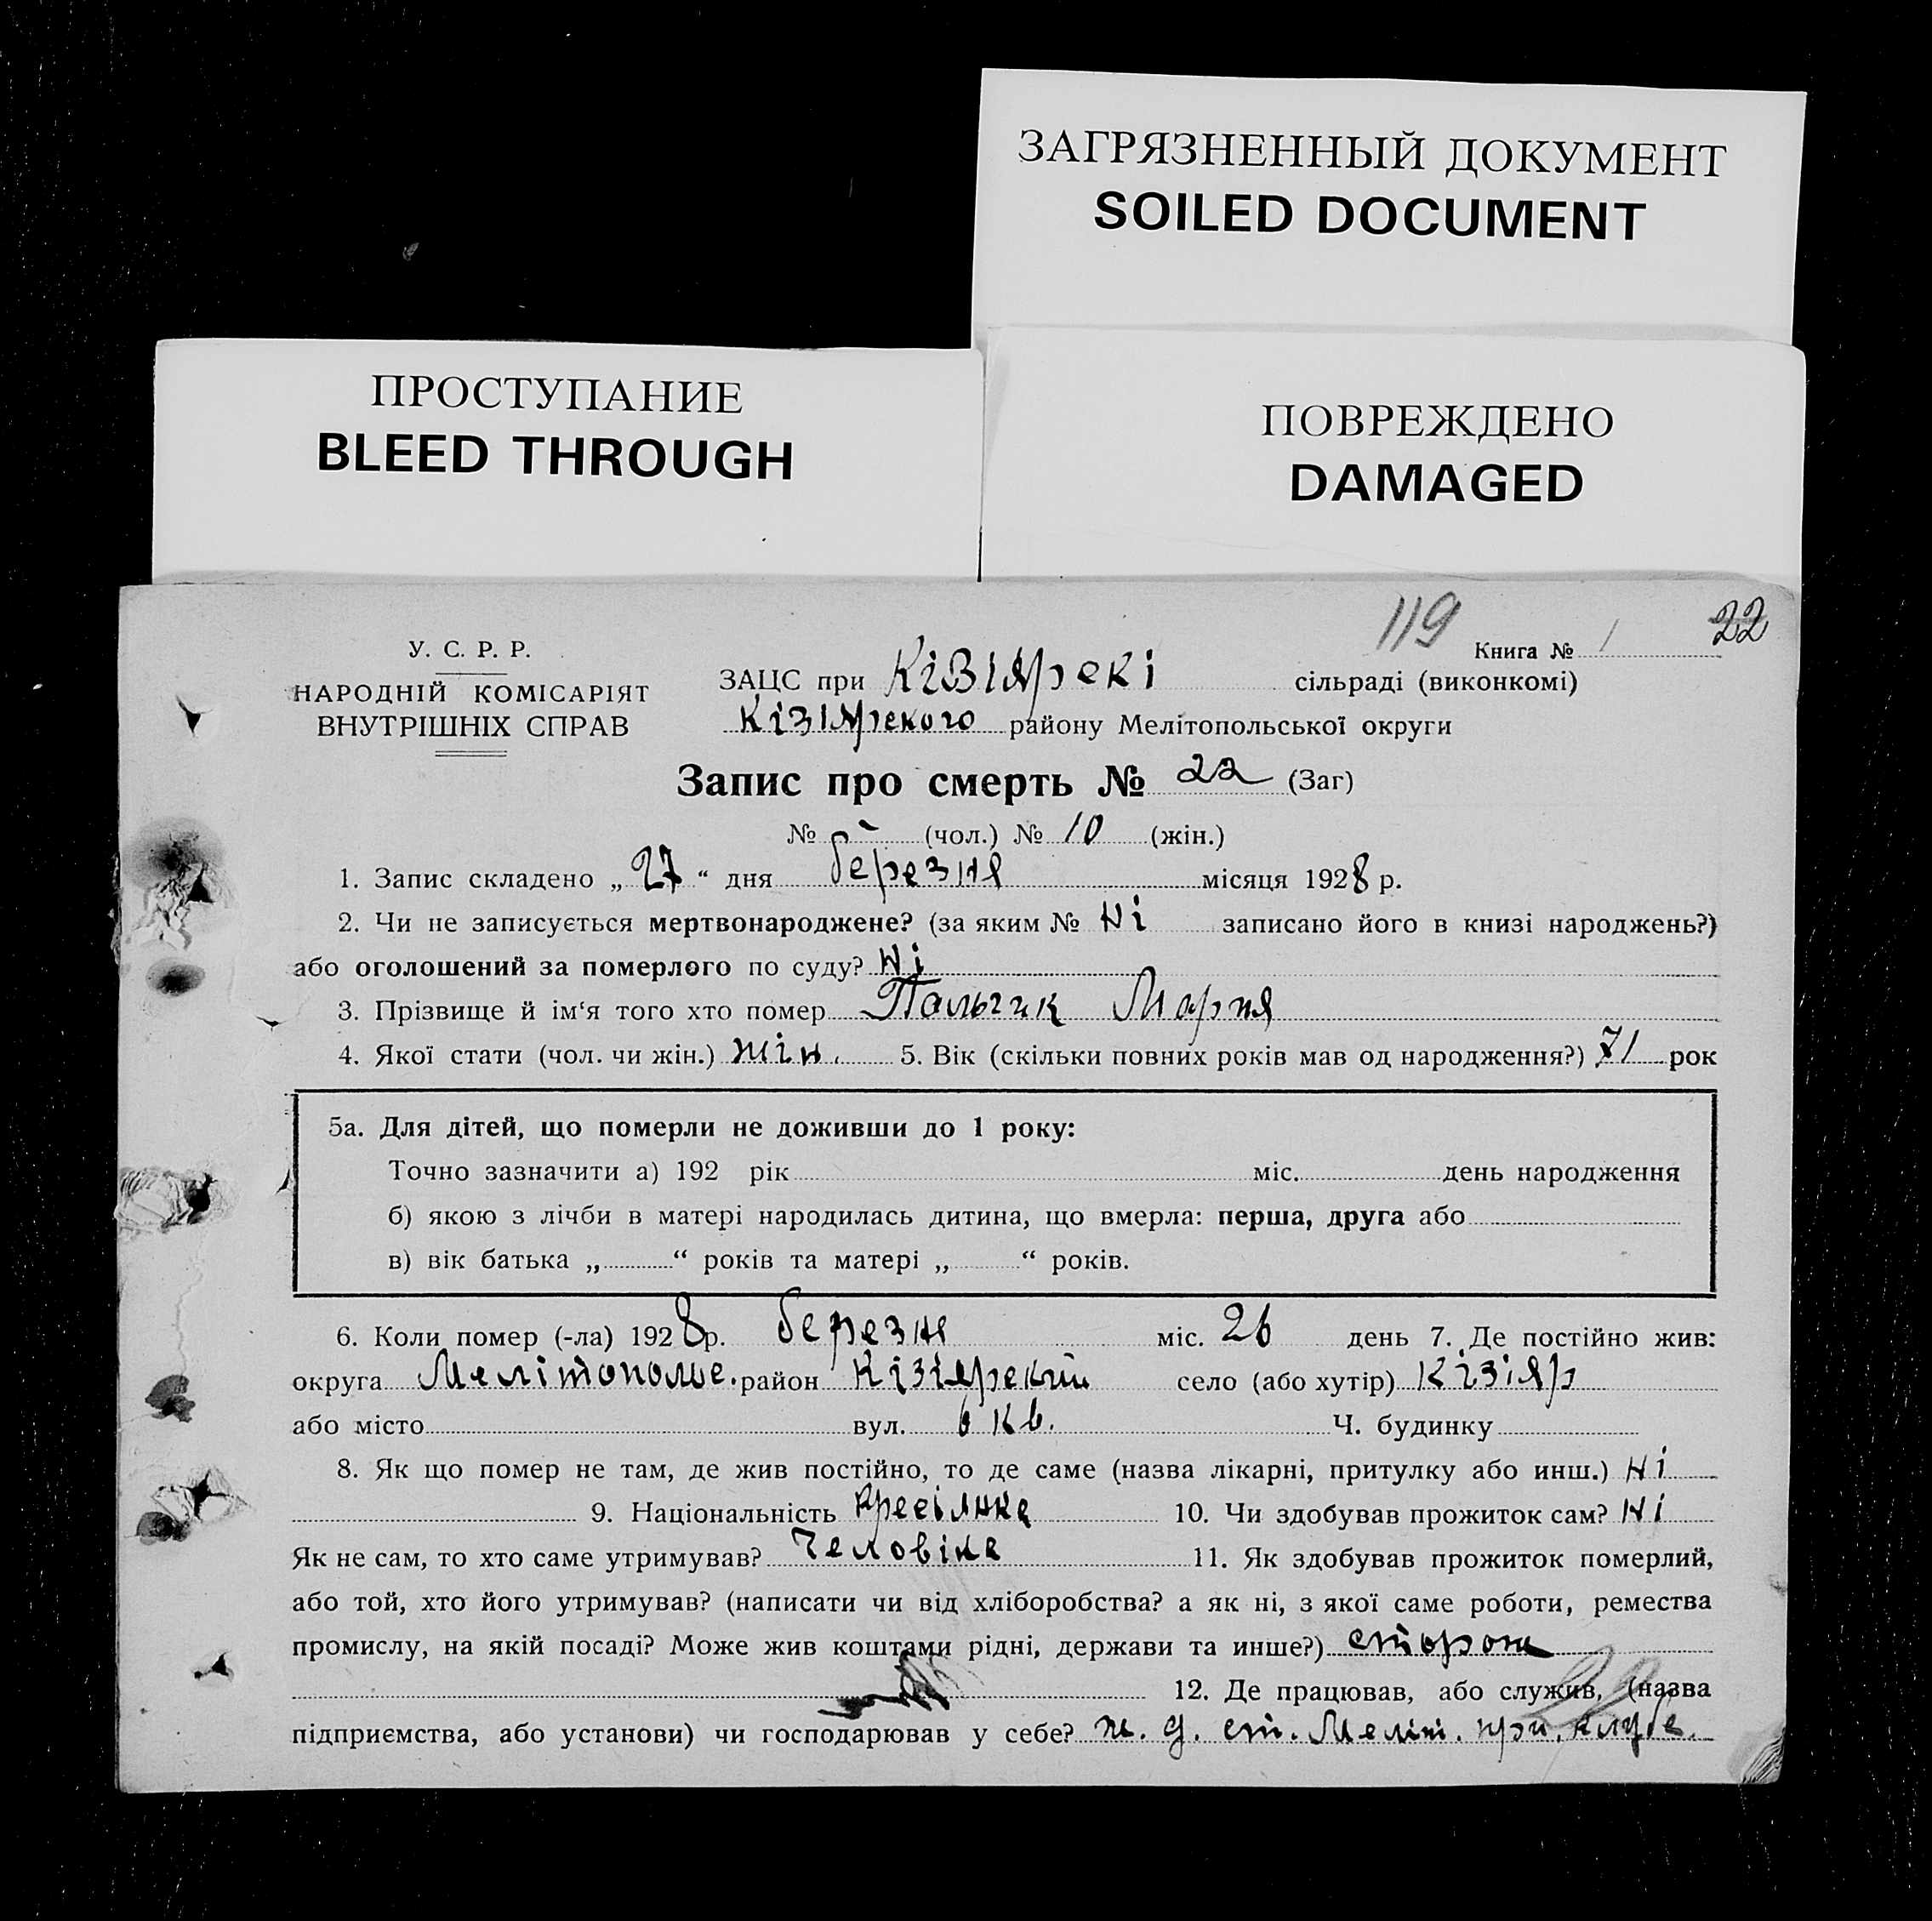 ЗАГРЯЗНЕННЫЙ ДОКУМЕНТ
SOILED DOCUMENT
ПРОСТУПАНИЕ
BLEED THROUGH
ПОВРЕЖДЕНО
DAMAGED
119
Книга № 1 22
У. С. Р. Р.
НАРОДНІЙ КОМІСАРІЯТ
ВНУТРІШНІХ СПРАВ
ЗАЦС при Кізіярскі сільраді (виконкомі)
Кізіярского району Мелітопольської округи
Запис про смерть № 22 (Заг)
№ (чол.) № 10 (жін.)
1. Запис складено „27“ дня березня місяця 1928 р.
2. Чи не записується мертвонароджене? (за яким № ні записано його в книзі народжень?)
або оголошений за померлого по суду? ні
3. Прізвище й ім‘я того хто помер Пальчик Мария
4. Якої стати (чол. чи жін.) жін. 5. Вік (скільки повних років мав од народження?) 71 рок
5а. Для дітей, що померли не доживши до 1 року:
Точно зазначити а) 192 рік міс. день народження
б) якою з лічби в матері народилась дитина, що вмерла: перша, друга або
в) вік батька „ “ років та матері „ “ років.
6. Коли помер (-ла) 1928 р. березня міс. 26 день 7. Де постійно жив:
округа Мелітопольс. район Кізіярский село (або хутір) Кізіяр
або місто вул. 6 кв. Ч. будинку
8. Як що помер не там, де жив постійно, то де саме (назва лікарні, притулку або инш.) ні
9. Національність 10. Чи здобував прожиток сам? ні
Як не сам, то хто саме утримував? Человіка 11. Як здобував прожиток померлий,
або той, хто його утримував? (написати чи від хліборобства? а як ні, з якої саме роботи, ремества
промислу, на якій посаді? Може жив коштами рідні, держави та инше?) сторож
12. Де працював, або служив, (назва
підприємства, або установи) чи господарював у себе? ж. д. ст. Меліт. при клубе.